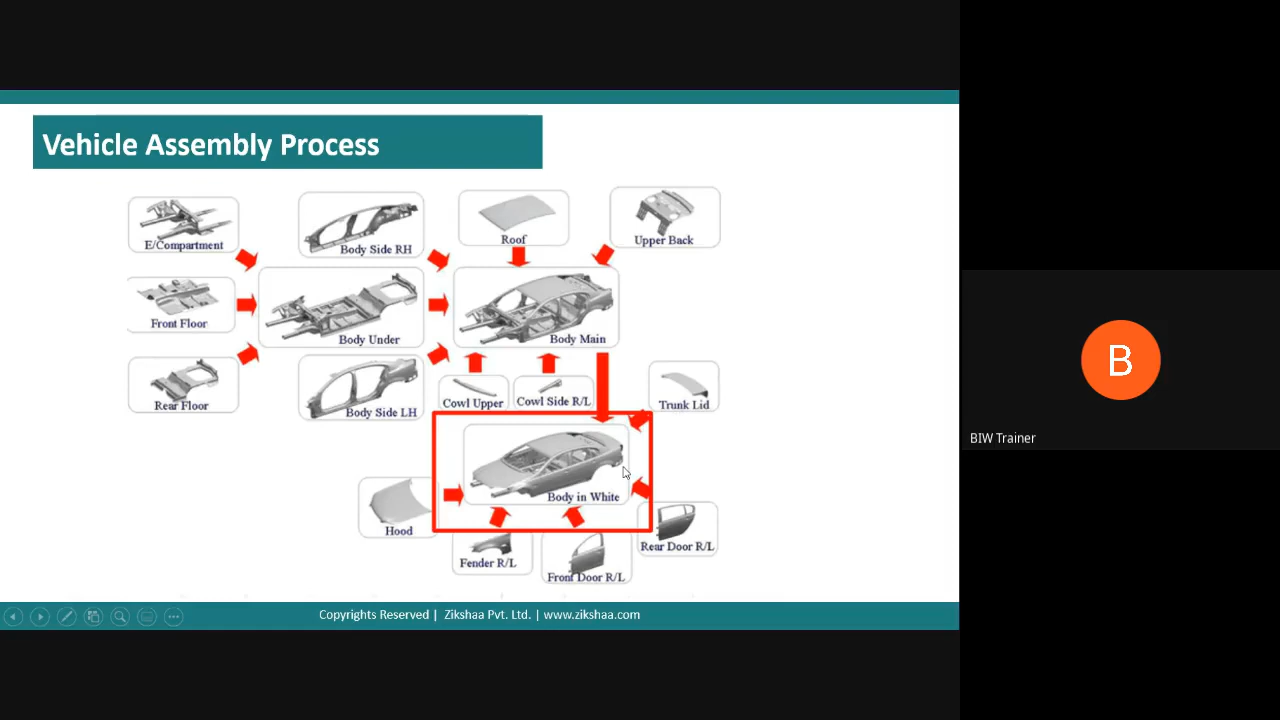 Vehicle Assembly Process
E/Compartment
Body Side RH
Roof
Upper Back
Front Floor
Body Under
Body Main
Rear Floor
Body Side LH
Cowl Upper
Cowl Side R/L
Trunk Lid
Body in White
Hood
Fender R/L
Front Door R/L
Rear Door R/L
Copyrights Reserved | Zikshaa Pvt. Ltd. | www.zikshaa.com
B
BIW Trainer